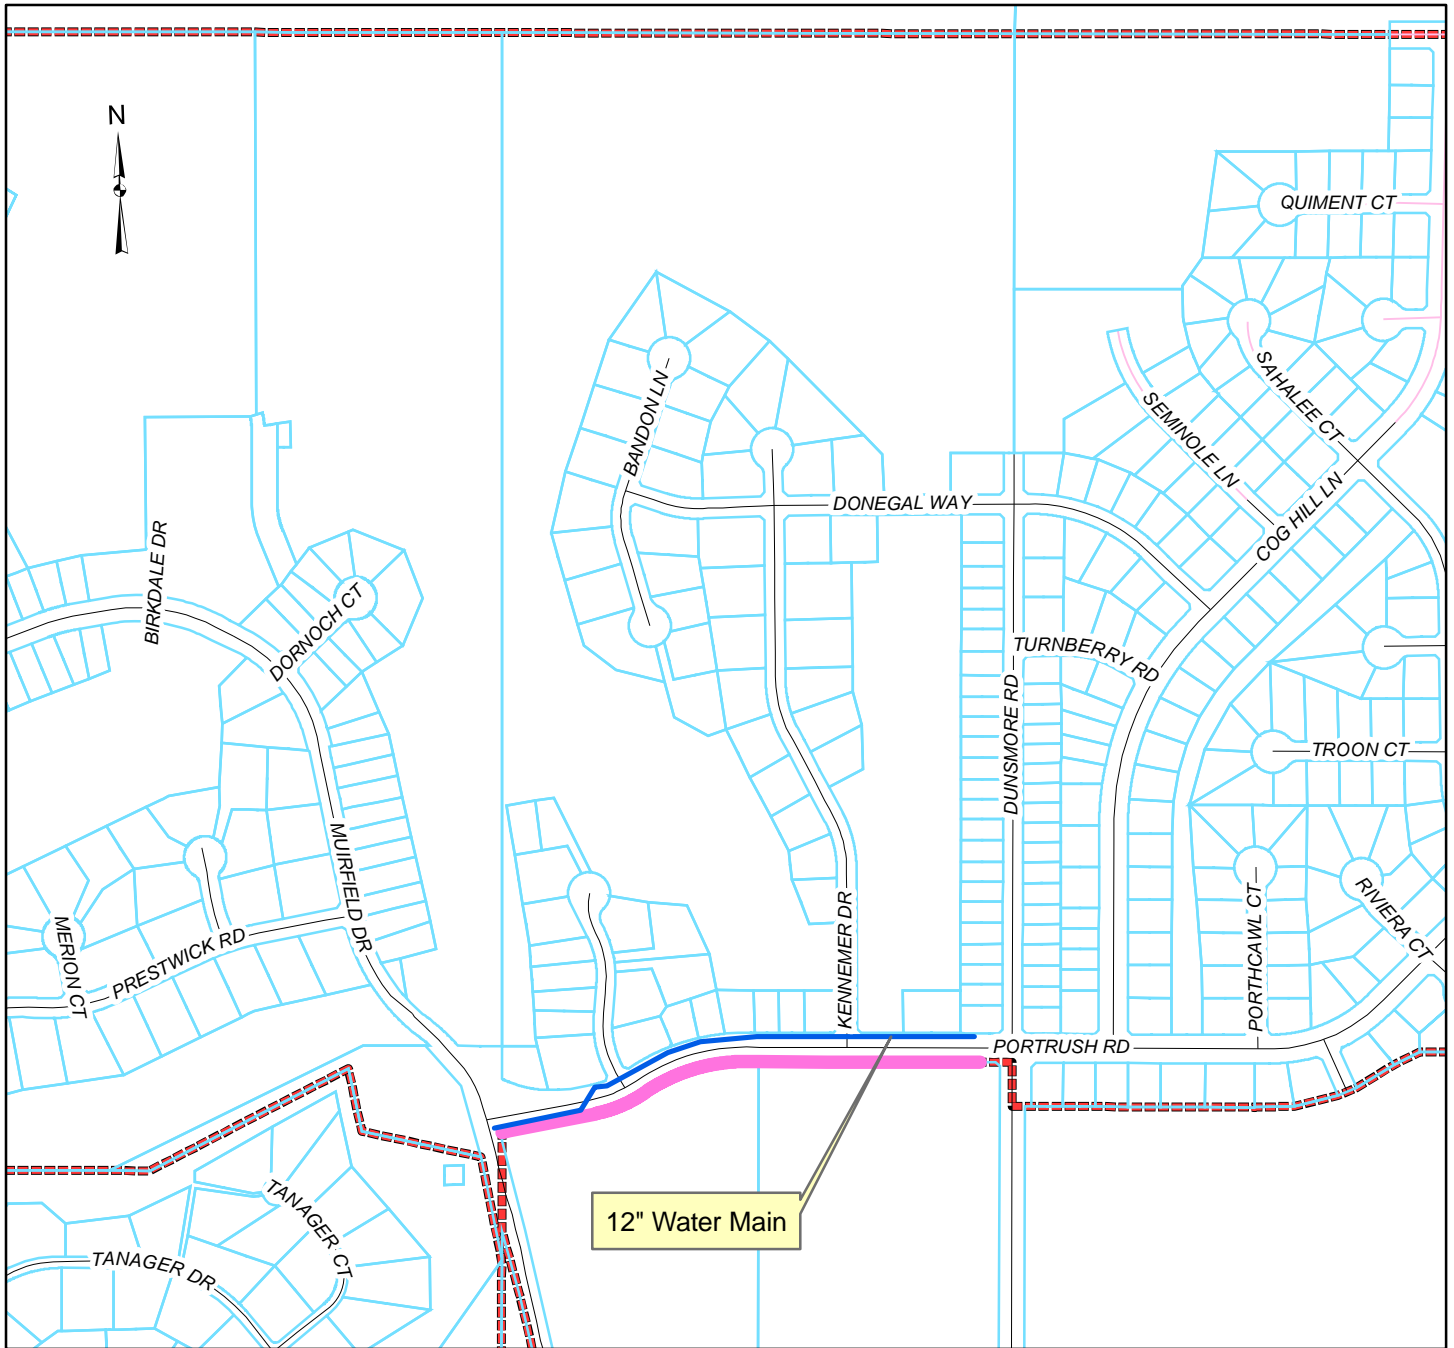 N
QUIMENT CT
SAHALEE CT
BANDON LN
SEMINOLE LN
DONEGAL WAY
COG HILL LN
BIRKDALE DR
DORNOCH CT
TURNBERRY RD
DUNSMORE RD
TROON CT
MUIRFIELD DR
KENNEMER DR
PORTHCAWL CT
RIVIERA CT
MERION CT
PRESTWICK RD
PORTRUSH RD
12" Water Main
TANAGER CT
TANAGER DR